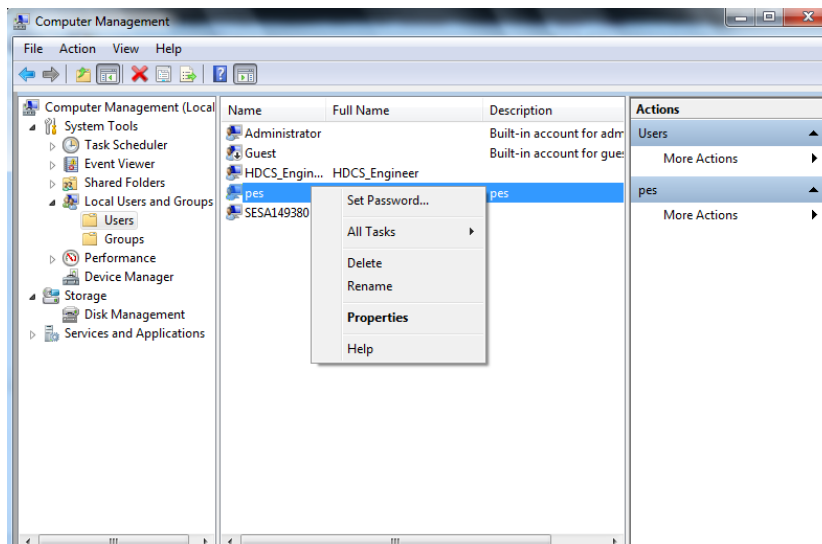 Computer Management
File Action View Help
Computer Management (Local
System Tools
Task Scheduler
Event Viewer
Shared Folders
Local Users and Groups
Users
Groups
Performance
Device Manager
Storage
Disk Management
Services and Applications
Name Full Name Description
Administrator Built-in account for adm
Guest Built-in account for gue
HDCS_Engin... HDCS_Engineer
pes pes
SESA149380
Set Password...
All Tasks
Delete
Rename
Properties
Help
Actions
Users
More Actions
pes
More Actions